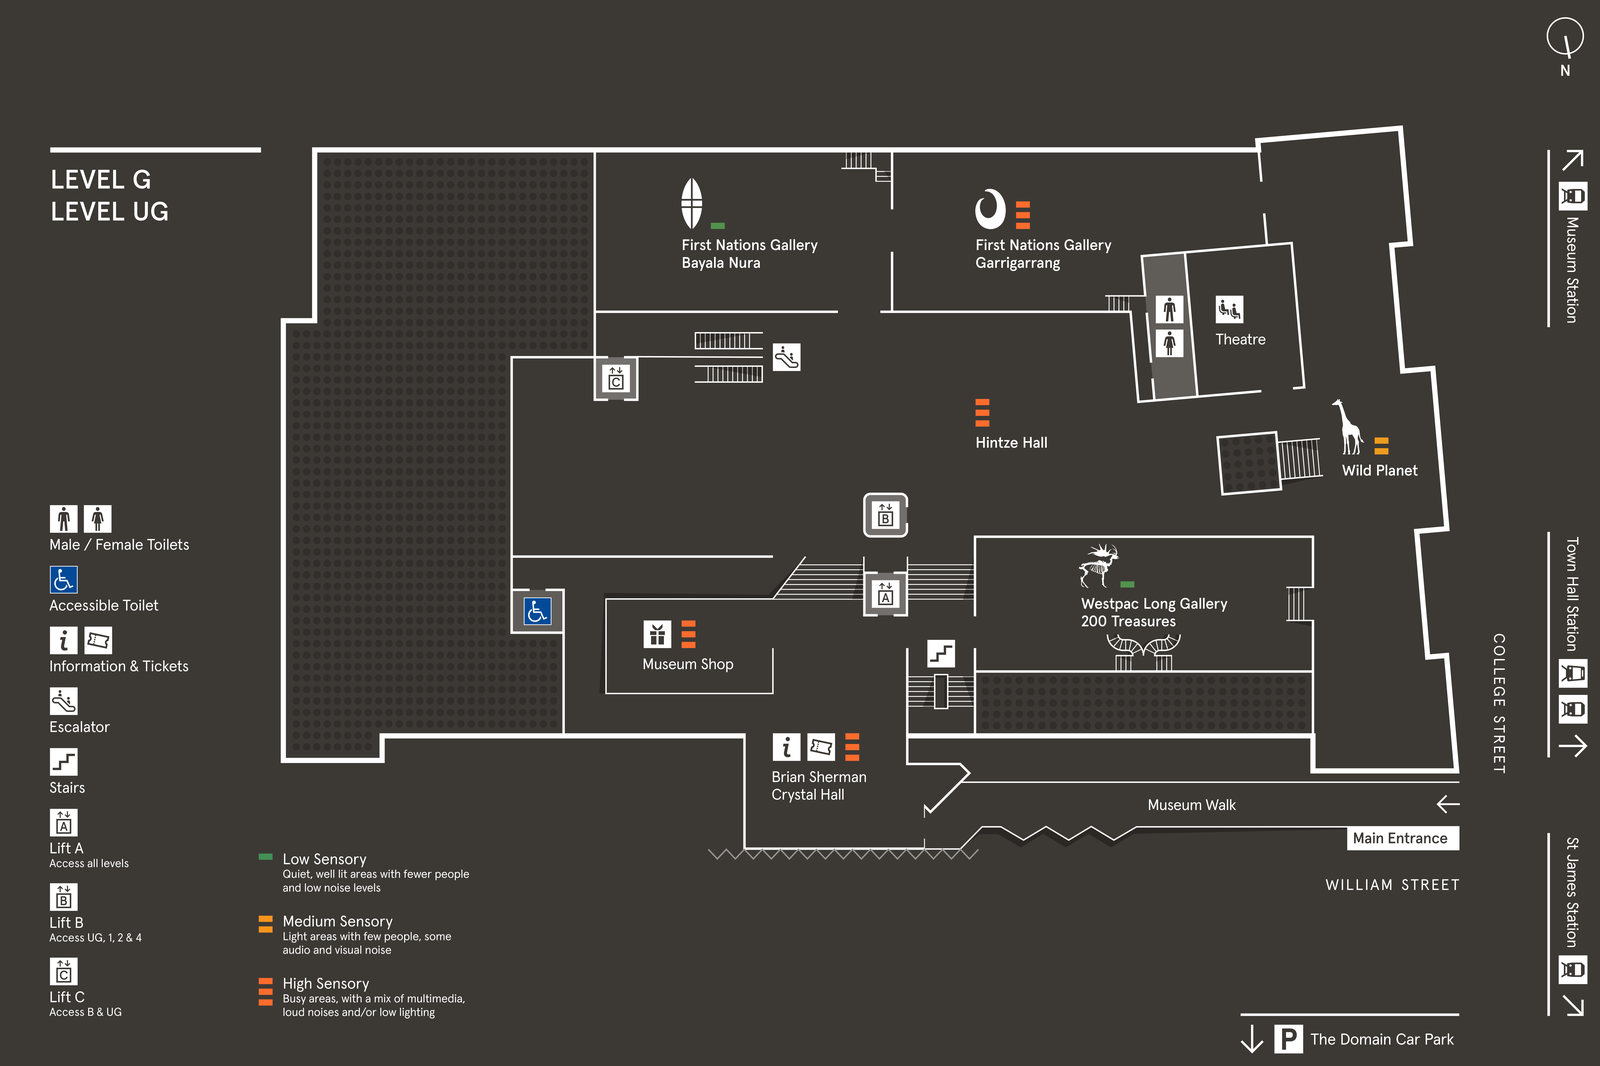 N
LEVEL G
LEVEL UG
First Nations Gallery
Bayala Nura
First Nations Gallery
Garrigarrang
Theatre
C
Hintze Hall
Wild Planet
B
A
Westpac Long Gallery
200 Treasures
Museum Shop
i
Brian Sherman
Crystal Hall
Museum Walk
Main Entrance
WILLIAM STREET
COLLEGE STREET
Museum Station
Town Hall Station
St James Station
P The Domain Car Park
Male / Female Toilets
Accessible Toilet
i
Information & Tickets
Escalator
Stairs
A
Lift A
Access all levels
B
Lift B
Access UG, 1, 2 & 4
C
Lift C
Access B & UG
Low Sensory
Quiet, well lit areas with fewer people
and low noise levels
Medium Sensory
Light areas with few people, some
audio and visual noise
High Sensory
Busy areas, with a mix of multimedia,
loud noises and/or low lighting